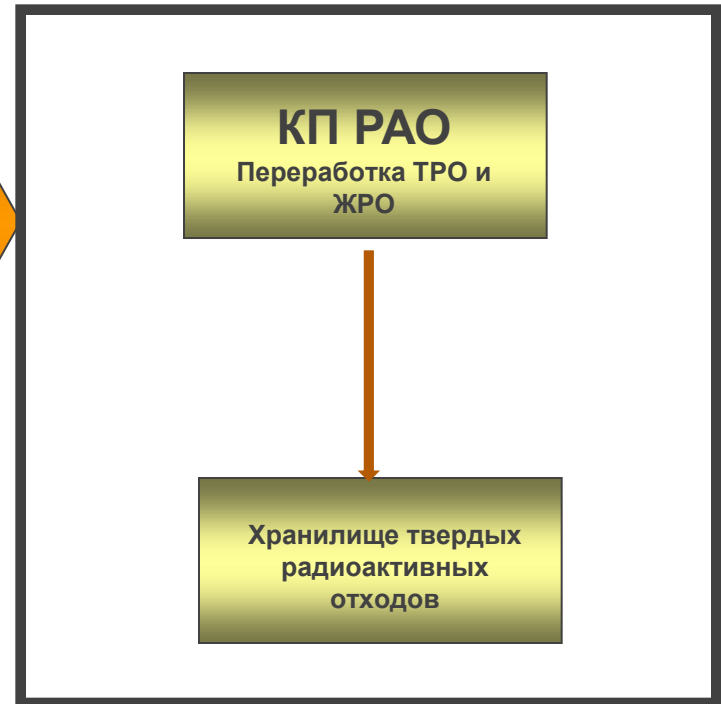 КП РАО
Переработка ТРО и
ЖРО
Хранилище твердых
радиоактивных
отходов